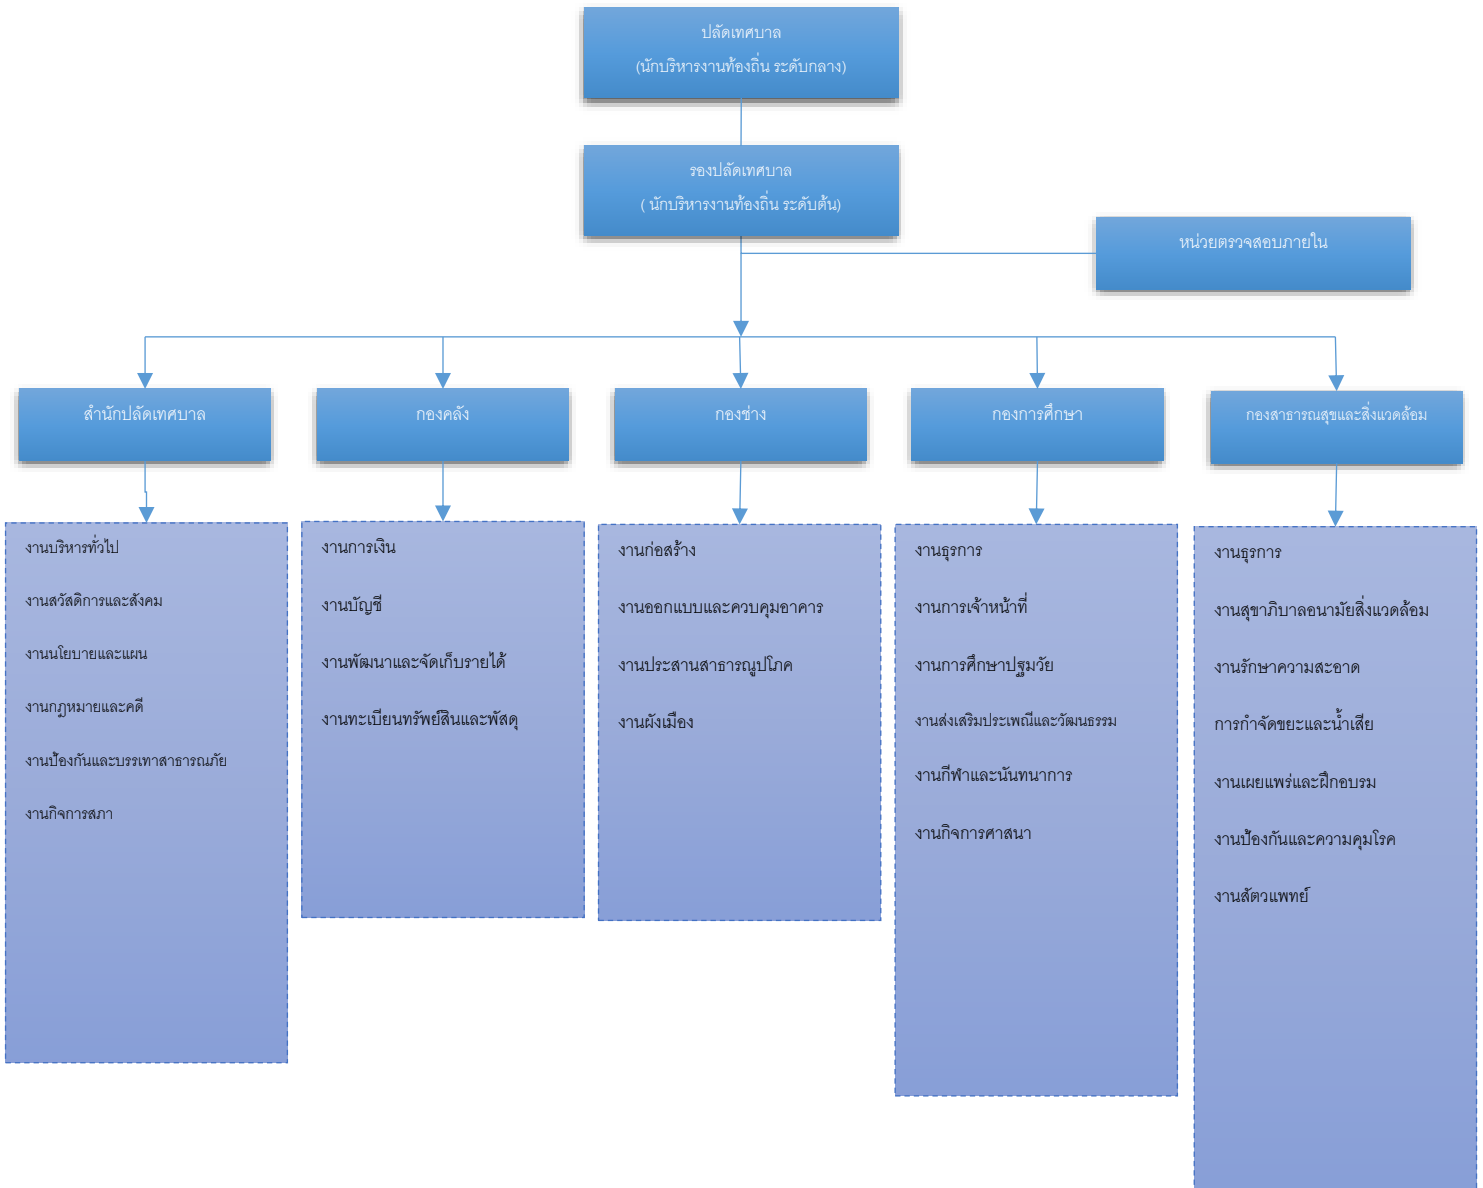 ปลัดเทศบาล
(นักบริหารงานท้องถิ่น ระดับกลาง)
รองปลัดเทศบาล
( นักบริหารงานท้องถิ่น ระดับต้น)
หน่วยตรวจสอบภายใน
สำนักปลัดเทศบาล
กองคลัง
กองช่าง
กองการศึกษา
กองสาธารณสุขและสิ่งแวดล้อม
งานบริหารทั่วไป
งานสวัสดิการและสังคม
งานนโยบายและแผน
งานกฎหมายและคดี
งานป้องกันและบรรเทาสาธารณภัย
งานกิจการสภา
งานการเงิน
งานบัญชี
งานพัฒนาและจัดเก็บรายได้
งานทะเบียนทรัพย์สินและพัสดุ
งานก่อสร้าง
งานออกแบบและควบคุมอาคาร
งานประสานสาธารณูปโภค
งานผังเมือง
งานธุรการ
งานการเจ้าหน้าที่
งานการศึกษาปฐมวัย
งานส่งเสริมประเพณีและวัฒนธรรม
งานกีฬาและนันทนาการ
งานกิจการศาสนา
งานธุรการ
งานสุขาภิบาลอนามัยสิ่งแวดล้อม
งานรักษาความสะอาด
การกำจัดขยะและน้ำเสีย
งานเผยแพร่และฝึกอบรม
งานป้องกันและความคุมโรค
งานสัตวแพทย์